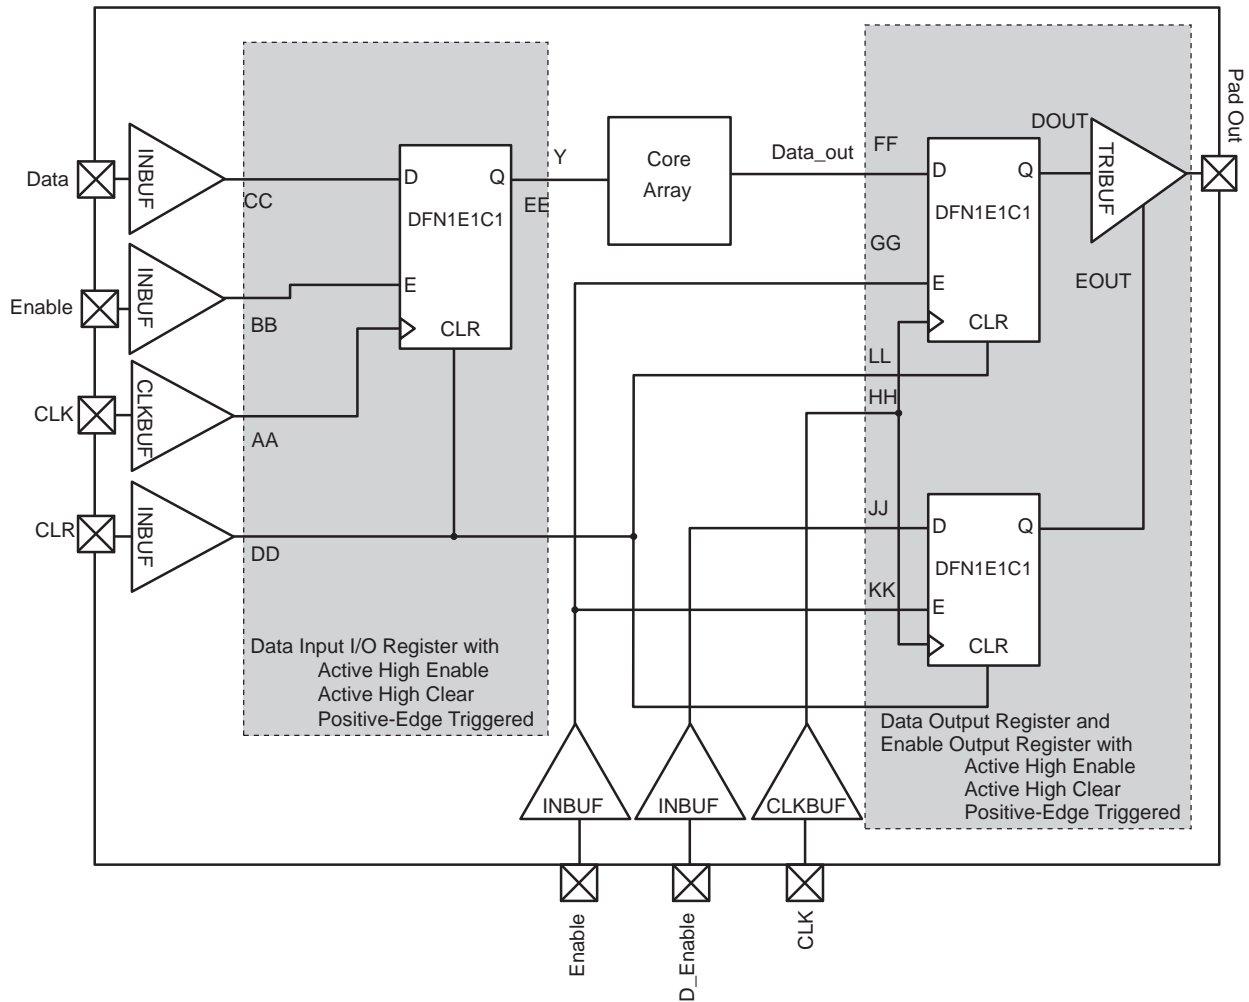 Pad Out
DOUT
FF
Y
Data_out
Core
Array
INBUF
TRIBUF
D
Q
D
Q
Data
CC
EE
DFN1E1C1
DFN1E1C1
GG
INBUF
E
E
EOUT
Enable
BB
CLR
CLR
LL
CLKBUF
HH
CLK
AA
INBUF
JJ
D
Q
CLR
DD
DFN1E1C1
KK
E
CLR
Data Input I/O Register with
Active High Enable
Active High Clear
Positive-Edge Triggered
Data Output Register and
Enable Output Register with
Active High Enable
Active High Clear
Positive-Edge Triggered
INBUF
INBUF
CLKBUF
Enable
D_Enable
CLK